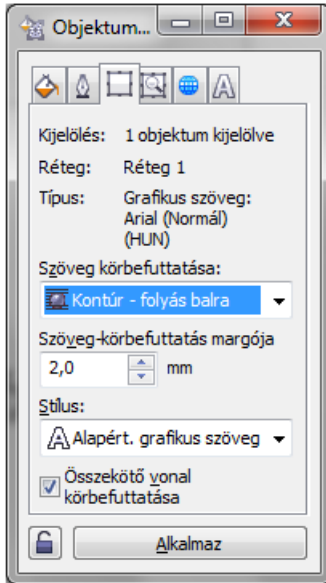 Objektum...
Kijelölés: 1 objektum kijelölve
Réteg: Réteg 1
Típus: Grafikus szöveg:
Arial (Normál)
(HUN)
Szöveg körbefuttatása:
Kontúr - folyás balra
Szöveg-körbefuttatás margója
2,0 mm
Stílus:
Alapért. grafikus szöveg
Összekötő vonal
körbefuttatása
Alkalmaz